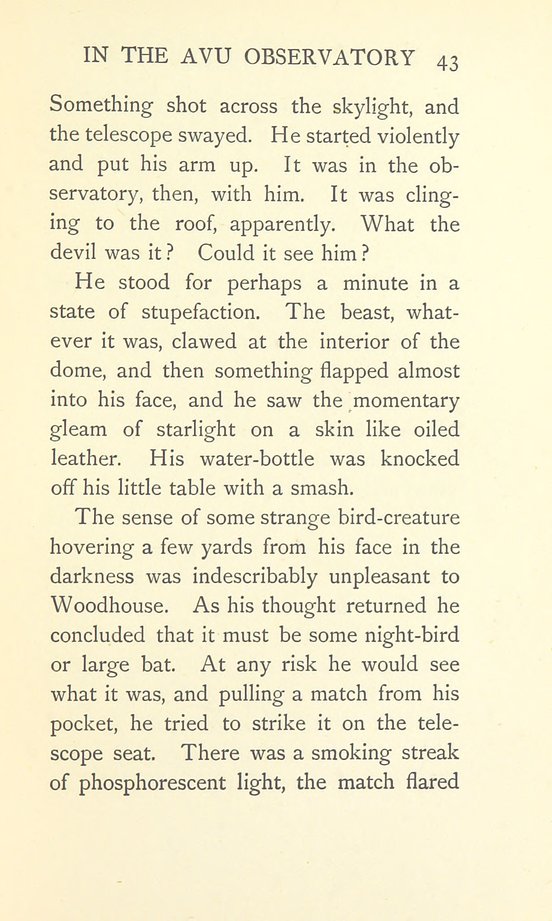 IN THE AVU OBSERVATORY 43
Something shot across the skylight, and
the telescope swayed. He started violently
and put his arm up. It was in the ob-
servatory, then, with him. It was cling-
ing to the roof, apparently. What the
devil was it? Could it see him?
He stood for perhaps a minute in a
state of stupefaction. The beast, what-
ever it was, clawed at the interior of the
dome, and then something flapped almost
into his face, and he saw the momentary
gleam of starlight on a skin like oiled
leather. His water-bottle was knocked
off his little table with a smash.
The sense of some strange bird-creature
hovering a few yards from his face in the
darkness was indescribably unpleasant to
Woodhouse. As his thought returned he
concluded that it must be some night-bird
or large bat. At any risk he would see
what it was, and pulling a match from his
pocket, he tried to strike it on the tele-
scope seat. There was a smoking streak
of phosphorescent light, the match flared